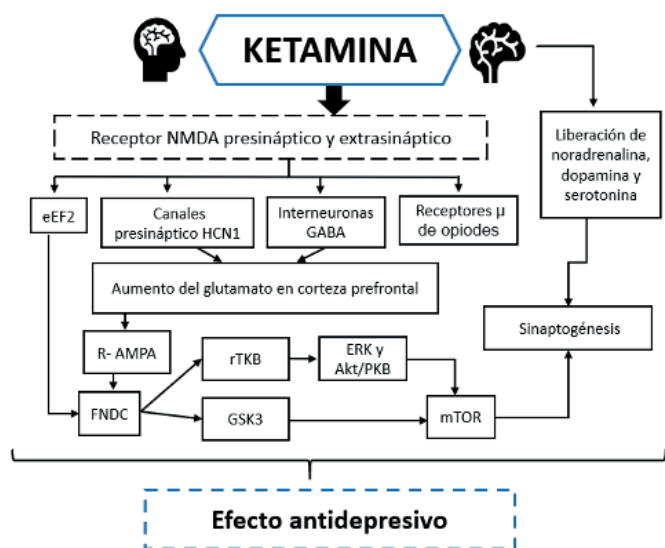 KETAMINA
Receptor NMDA presináptico y extrasináptico
Liberación de
noradrenalina,
dopamina y
serotonina
eEF2
Canales
presináptico HCN1
Interneuronas
GABA
Receptores μ
de opiodes
Aumento del glutamato en corteza prefrontal
Sinaptogénesis
R- AMPA
rTKB
ERK y
Akt/PKB
FNDC
GSK3
mTOR
Efecto antidepresivo